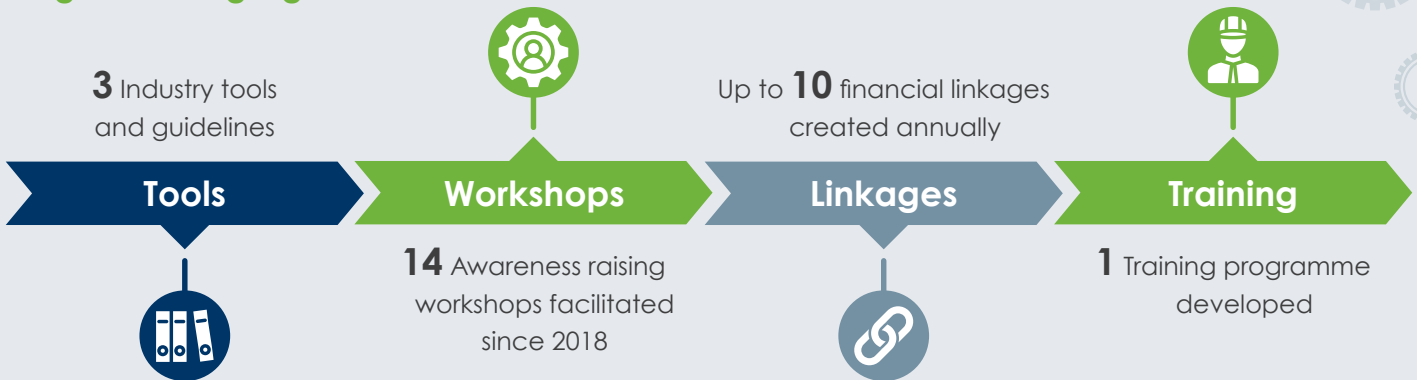 3 Industry tools
and guidelines
Tools
Workshops
14 Awareness raising
workshops facilitated
since 2018
Up to 10 financial linkages
created annually
Linkages
Training
1 Training programme
developed